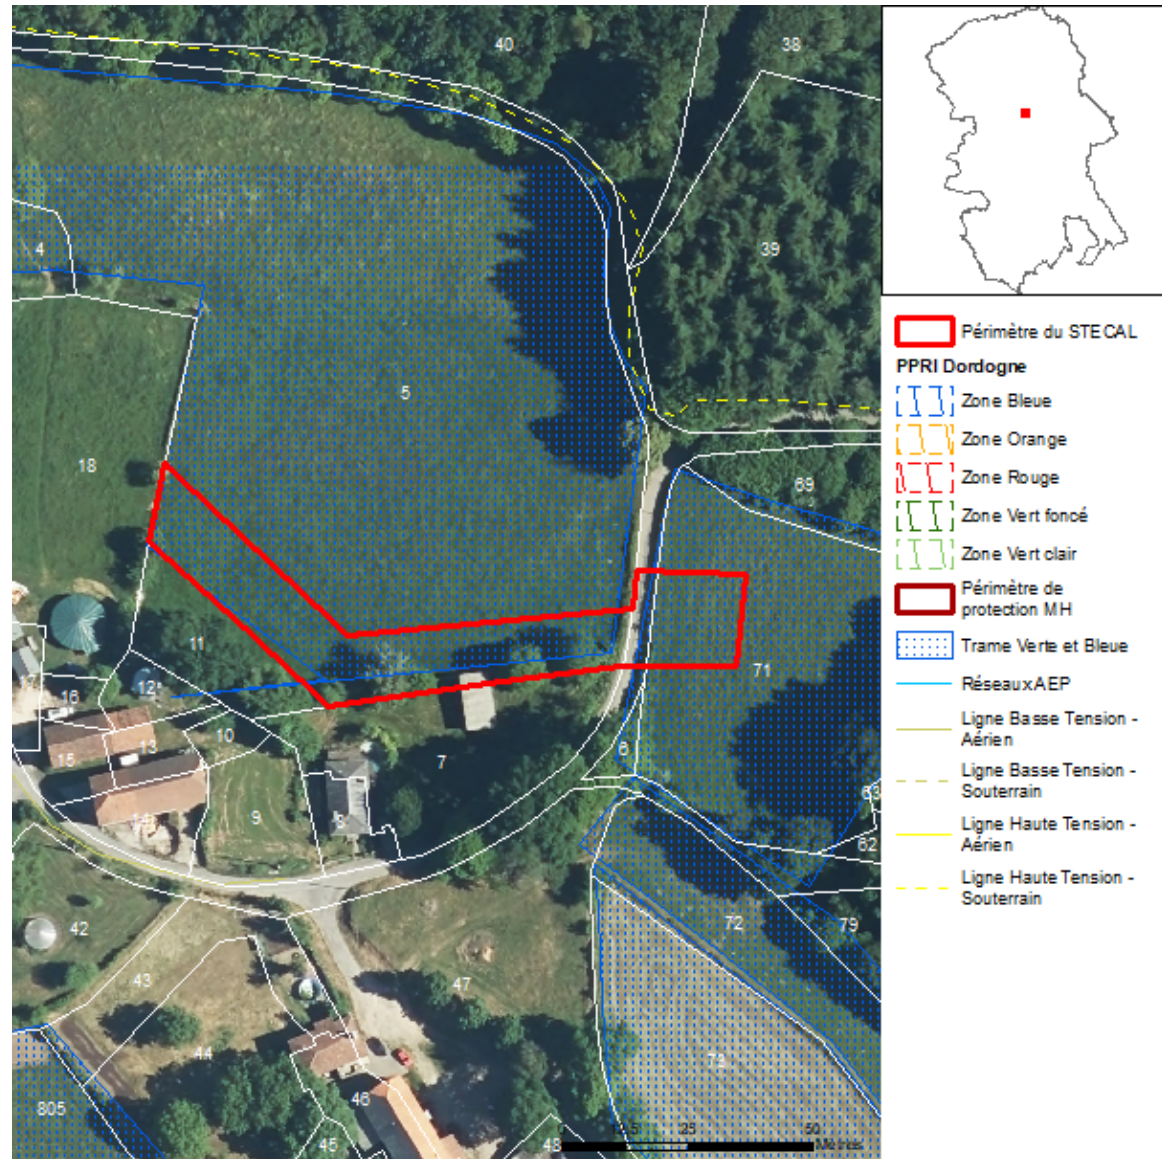 40
38
39
4
5
18
69
11
71
17
16
12
13
10
15
7
6
14
9
8
63
62
42
72
79
43
47
44
73
46
805
45
48
0
12,5
25
50
Mètres
Périmètre du STECAL
PPRI Dordogne
Zone Bleue
Zone Orange
Zone Rouge
Zone Vert foncé
Zone Vert clair
Périmètre de
protection MH
Trame Verte et Bleue
Réseaux AEP
Ligne Basse Tension -
Aérien
Ligne Basse Tension -
Souterrain
Ligne Haute Tension -
Aérien
Ligne Haute Tension -
Souterrain